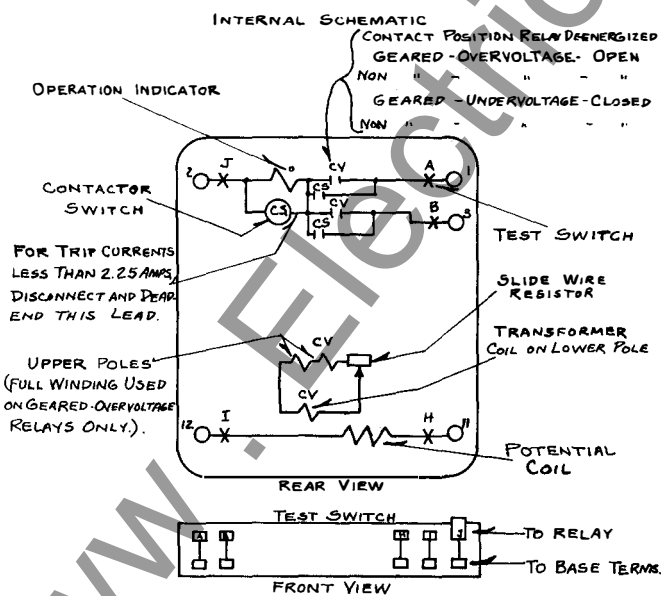 INTERNAL SCHEMATIC
CONTACT POSITION RELAY DEENERGIZED
GEARED - OVERVOLTAGE - OPEN
NON " - " - "
GEARED - UNDERVOLTAGE - CLOSED
NON " - " - "
OPERATION INDICATOR
2 J O CV A 1
CS
CONTACTOR
SWITCH
CS CV B 3
CS
TEST SWITCH
FOR TRIP CURRENTS
LESS THAN 2.25 AMPS,
DISCONNECT AND DEAD
END THIS LEAD.
SLIDE WIRE
RESISTOR
CV
TRANSFORMER
COIL ON LOWER POLE
UPPER POLES
(FULL WINDING USED
ON GEARED-OVERVOLTAGE
RELAYS ONLY.).
CV
12 I H 11
POTENTIAL
COIL
REAR VIEW
TEST SWITCH
A B H I J
TO RELAY
TO BASE TERMS.
FRONT VIEW
www.Electric